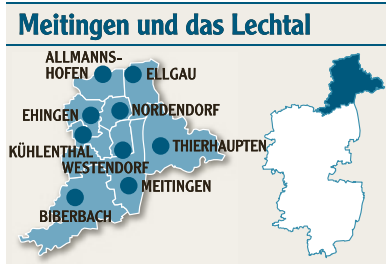 Meitingen und das Lechtal
ALLMANNS-
HOFEN
ELLGAU
EHINGEN
NORDENDORF
KÜHLENTHAL
THIERHAUPTEN
WESTENDORF
MEITINGEN
BIBERBACH